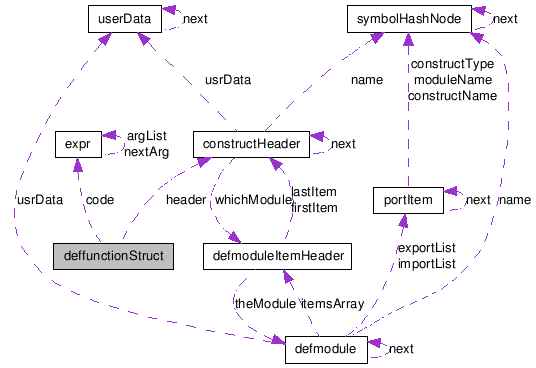 userData
next
symbolHashNode
next
constructType
moduleName
constructName
usrData
name
argList
nextArg
expr
constructHeader
next
usrData
code
header
whichModule
lastItem
firstItem
portItem
next
name
deffunctionStruct
defmoduleItemHeader
exportList
importList
theModule
itemsArray
defmodule
next